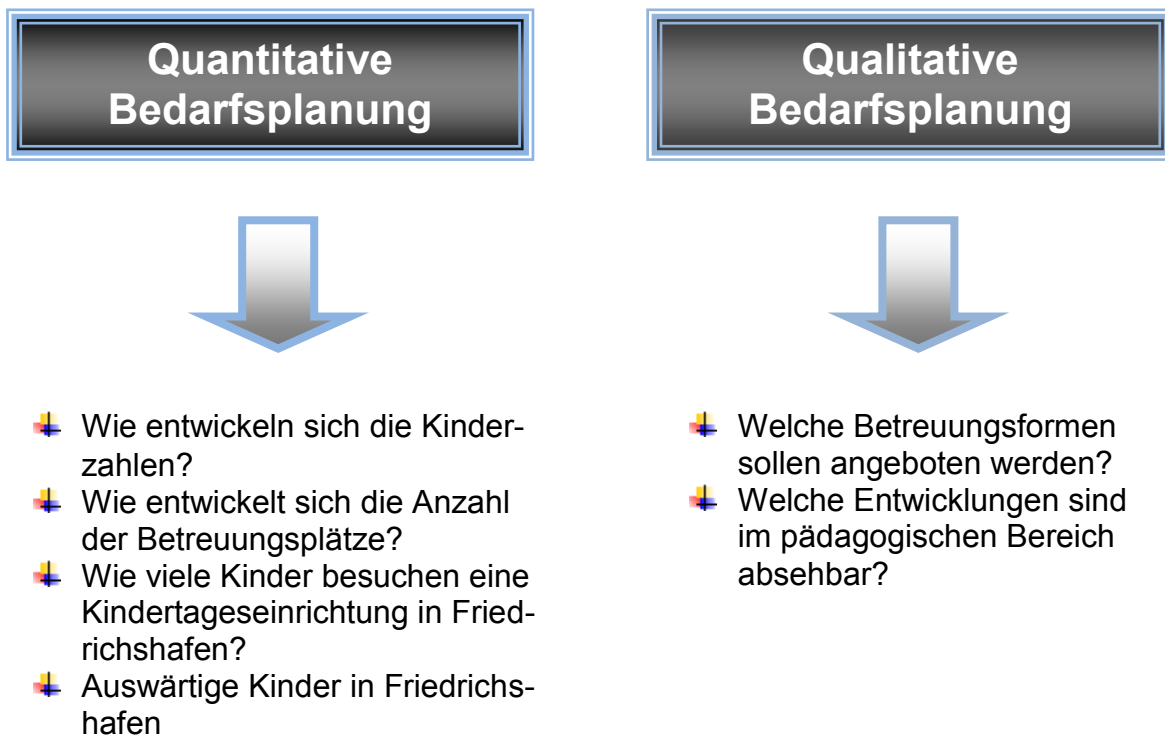 Quantitative
Bedarfsplanung
Wie entwickeln sich die Kinder-
zahlen?
Wie entwickelt sich die Anzahl
der Betreuungsplätze?
Wie viele Kinder besuchen eine
Kindertageseinrichtung in Fried-
richshafen?
Auswärtige Kinder in Friedrichs-
hafen
Qualitative
Bedarfsplanung
Welche Betreuungsformen
sollen angeboten werden?
Welche Entwicklungen sind
im pädagogischen Bereich
absehbar?